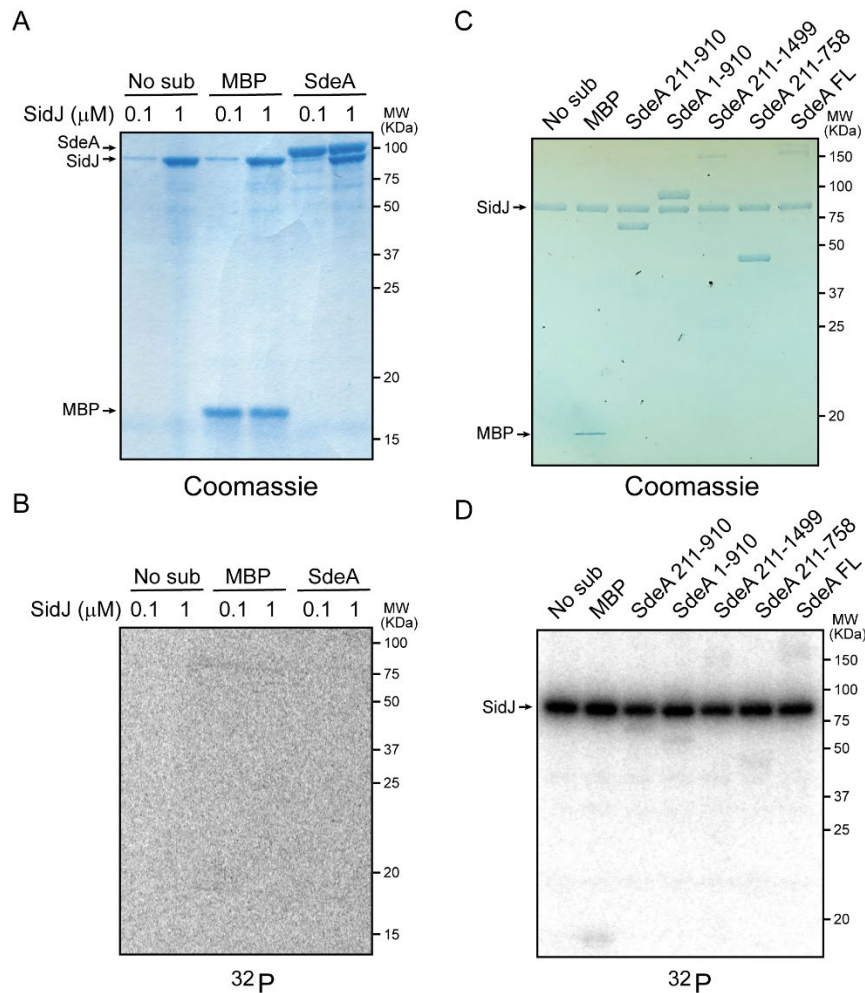 A
No sub MBP SdeA
SidJ (μM) 0.1 1 0.1 1 0.1 1 MW (KDa)
SdeA
SidJ
100
75
50
37
25
20
MBP
15
Coomassie
B
No sub MBP SdeA
SidJ (μM) 0.1 1 0.1 1 0.1 1 MW (KDa)
100
75
50
37
25
20
15
32P
C
No sub
MBP
SdeA 211-910
SdeA 1-910
SdeA 211-1499
SdeA 211-758
SdeA FL
MW (KDa)
150
100
SidJ
75
50
37
25
20
MBP
Coomassie
D
No sub
MBP
SdeA 211-910
SdeA 1-910
SdeA 211-1499
SdeA 211-758
SdeA FL
MW (KDa)
150
100
SidJ
75
50
37
25
20
32P